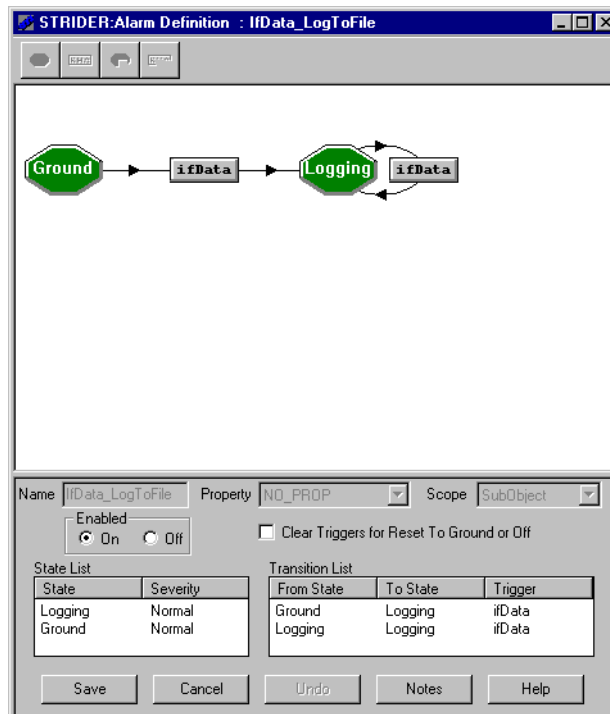 STRIDER:Alarm Definition : IfData_LogToFile
Ground ifData Logging ifData
Name IfData_LogToFile Property NO_PROP Scope SubObject
Enabled
On Off Clear Triggers for Reset To Ground or Off
State List Transition List
State Severity From State To State Trigger
Logging Normal Ground Logging ifData
Ground Normal Logging Logging ifData
Save Cancel Undo Notes Help